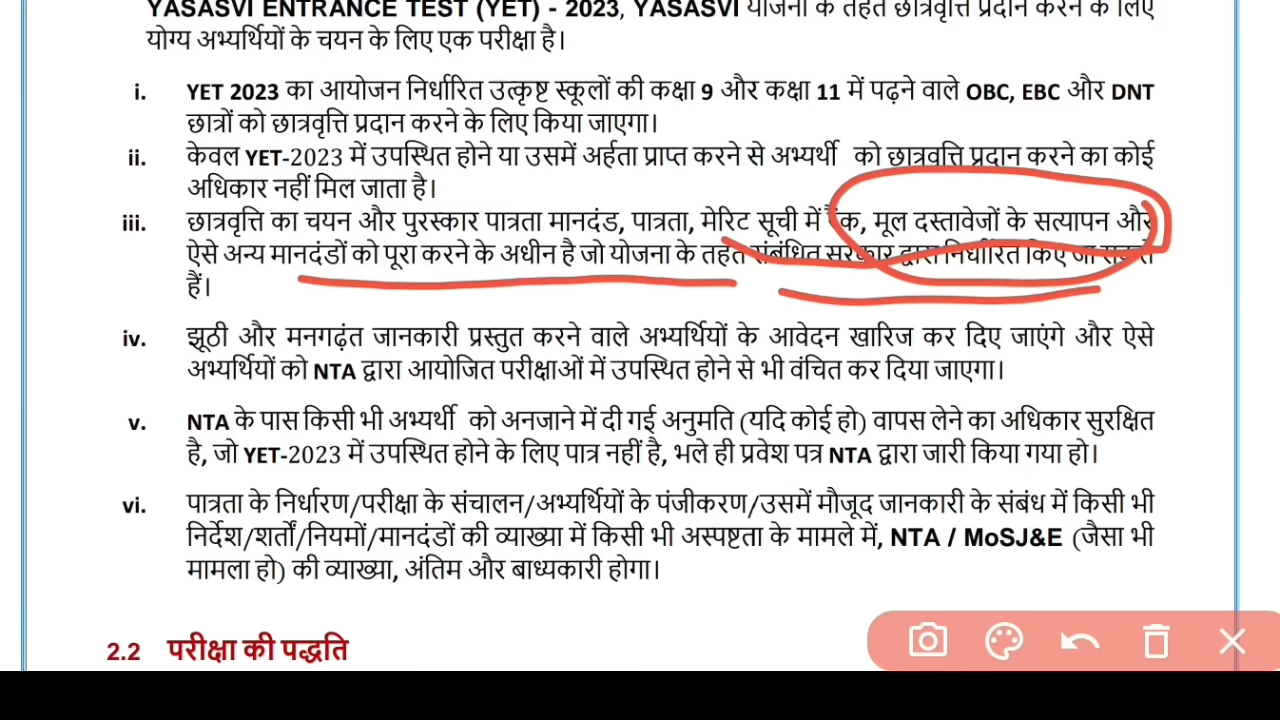 YASASVI ENTRANCE TEST (YET) - 2023, YASASVI योजना के तहत छात्रवृत्ति प्रदान करने के लिए
योग्य अभ्यर्थियों के चयन के लिए एक परीक्षा है।
i. YET 2023 का आयोजन निर्धारित उत्कृष्ट स्कूलों की कक्षा 9 और कक्षा 11 में पढ़ने वाले OBC, EBC और DNT
छात्रों को छात्रवृत्ति प्रदान करने के लिए किया जाएगा।
ii. केवल YET-2023 में उपस्थित होने या उसमें अर्हता प्राप्त करने से अभ्यर्थी को छात्रवृत्ति प्रदान करने का कोई
अधिकार नहीं मिल जाता है।
iii. छात्रवृत्ति का चयन और पुरस्कार पात्रता मानदंड, पात्रता, मेरिट सूची में रैंक, मूल दस्तावेजों के सत्यापन और
ऐसे अन्य मानदंडों को पूरा करने के अधीन है जो योजना के तहत संबंधित सरकार द्वारा निर्धारित किए जा सकते
हैं।
iv. झूठी और मनगढ़ंत जानकारी प्रस्तुत करने वाले अभ्यर्थियों के आवेदन खारिज कर दिए जाएंगे और ऐसे
अभ्यर्थियों को NTA द्वारा आयोजित परीक्षाओं में उपस्थित होने से भी वंचित कर दिया जाएगा।
v. NTA के पास किसी भी अभ्यर्थी को अनजाने में दी गई अनुमति (यदि कोई हो) वापस लेने का अधिकार सुरक्षित
है, जो YET-2023 में उपस्थित होने के लिए पात्र नहीं है, भले ही प्रवेश पत्र NTA द्वारा जारी किया गया हो।
vi. पात्रता के निर्धारण/परीक्षा के संचालन/अभ्यर्थियों के पंजीकरण/उसमें मौजूद जानकारी के संबंध में किसी भी
निर्देश/शर्तों/नियमों/मानदंडों की व्याख्या में किसी भी अस्पष्टता के मामले में, NTA / MoSJ&E (जैसा भी
मामला हो) की व्याख्या, अंतिम और बाध्यकारी होगा।
2.2 परीक्षा की पद्धति